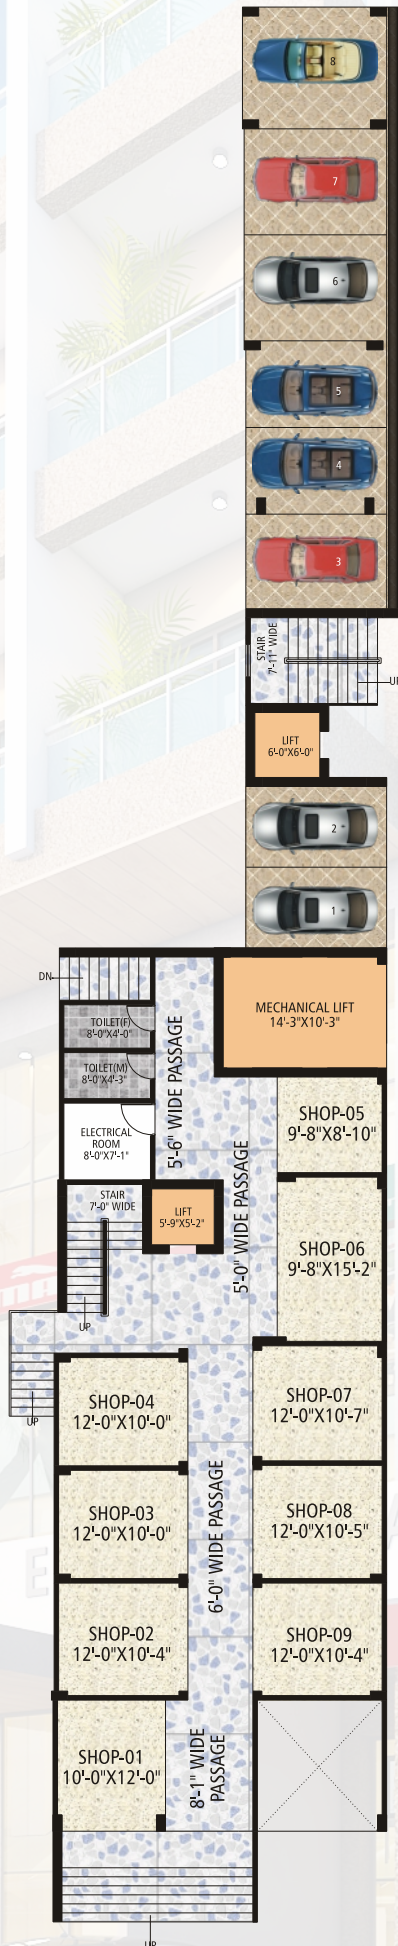 8
7
6
5
4
3
STAIR
7'-11" WIDE
UP
LIFT
6'-0"X6'-0"
2
1
DN
MECHANICAL LIFT
14'-3"X10'-3"
TOILET(F)
8'-0"X4'-0"
TOILET(M)
8'-0"X4'-3"
5'-6" WIDE PASSAGE
ELECTRICAL
ROOM
8'-0"X7'-1"
SHOP-05
9'-8"X8'-10"
STAIR
7'-0" WIDE
LIFT
5'-9"X5'-2"
5'-0" WIDE PASSAGE
SHOP-06
9'-8"X15'-2"
UP
UP
SHOP-04
12'-0"X10'-0"
SHOP-07
12'-0"X10'-7"
SHOP-03
12'-0"X10'-0"
6'-0" WIDE PASSAGE
SHOP-08
12'-0"X10'-5"
SHOP-02
12'-0"X10'-4"
SHOP-09
12'-0"X10'-4"
SHOP-01
10'-0"X12'-0"
8'-1" WIDE
PASSAGE
UP